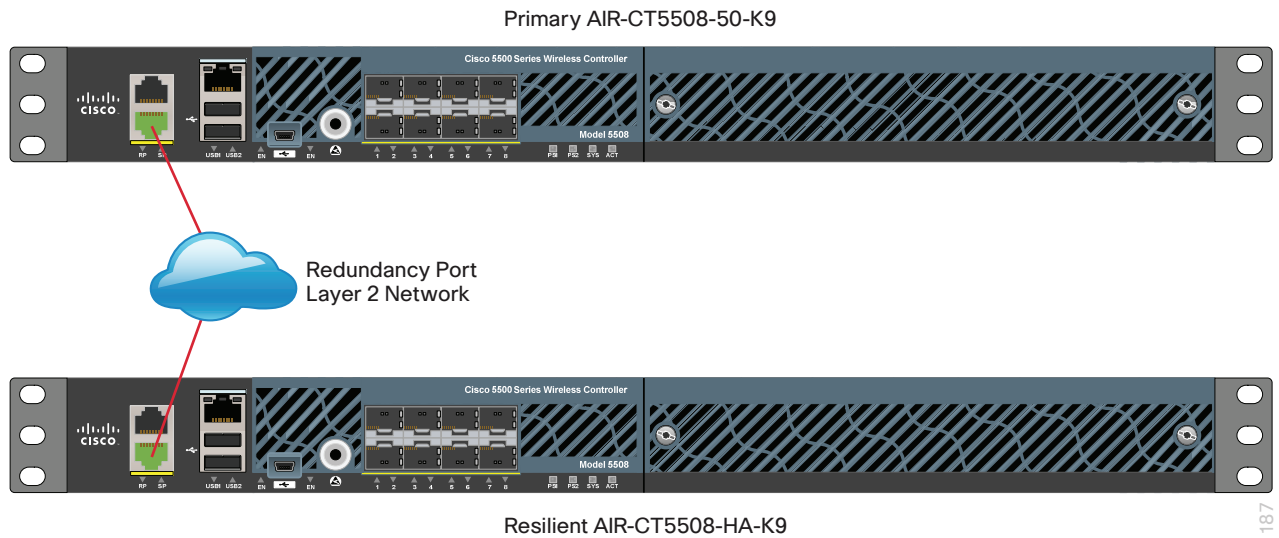 Primary AIR-CT5508-50-K9
Cisco 5500 Series Wireless Controller
CISCO
Model 5508
RP SP USB1 USB2 EN EN 1 2 3 4 5 6 7 8 PS1 PS2 SYS ACT
Redundancy Port
Layer 2 Network
Cisco 5500 Series Wireless Controller
CISCO
Model 5508
RP SP USB1 USB2 EN EN 1 2 3 4 5 6 7 8 PS1 PS2 SYS ACT
Resilient AIR-CT5508-HA-K9
187